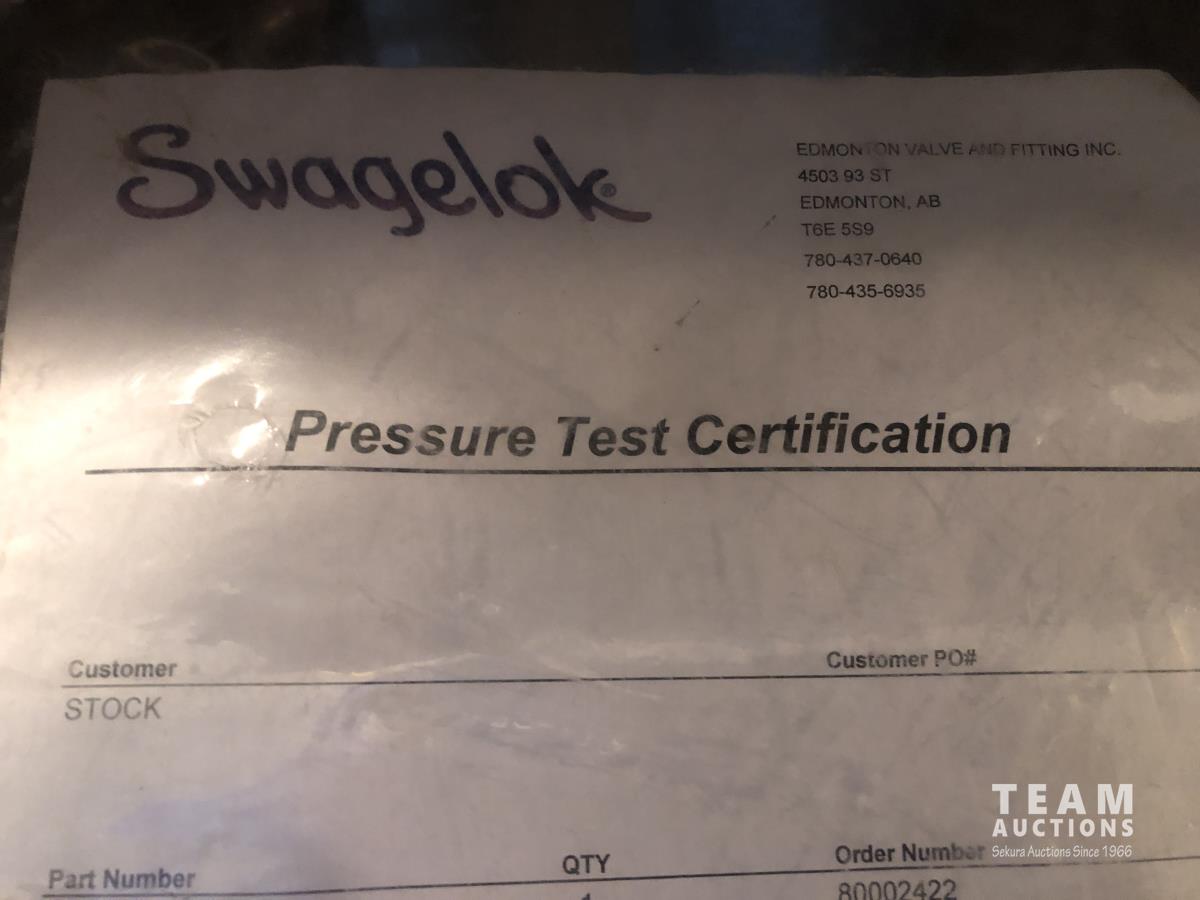 Swagelok®
EDMONTON VALVE AND FITTING INC.
4503 93 ST
EDMONTON, AB
T6E 5S9
780-437-0640
780-435-6935
Pressure Test Certification
Customer
Customer PO#
STOCK
Part Number
QTY
Order Number
80002422
TEAM
AUCTIONS
Sekura Auctions Since 1966